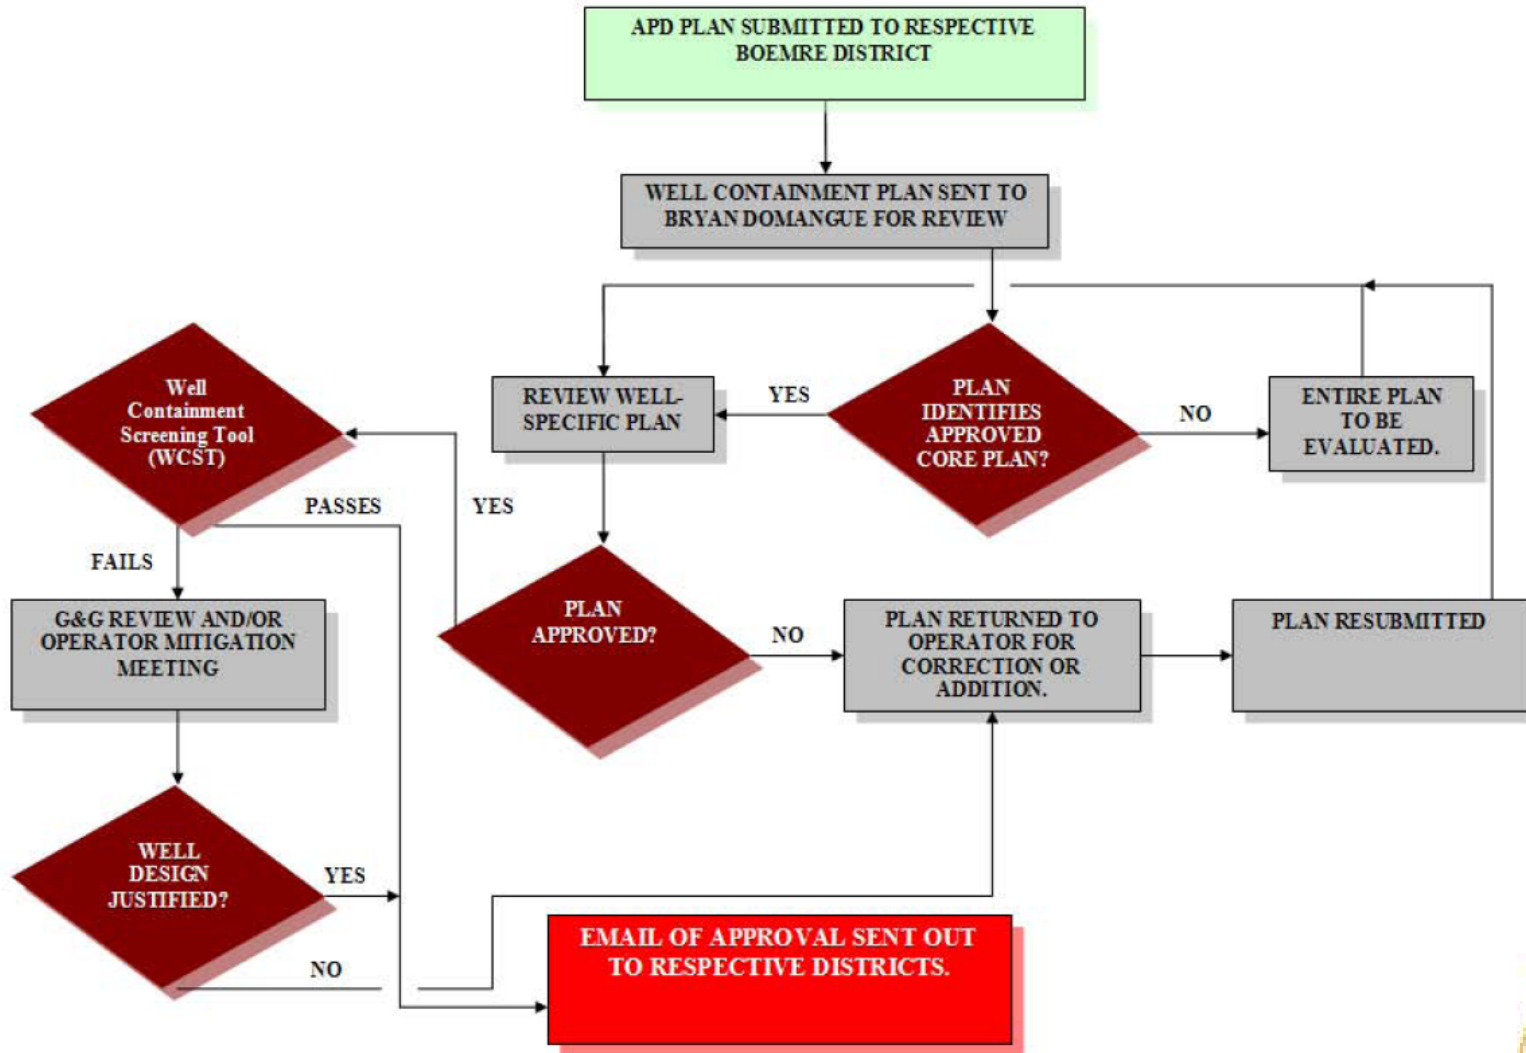 APD PLAN SUBMITTED TO RESPECTIVE
BOEMRE DISTRICT
WELL CONTAINMENT PLAN SENT TO
BRYAN DOMANGUE FOR REVIEW
PLAN
IDENTIFIES
APPROVED
CORE PLAN?
YES
NO
REVIEW WELL-
SPECIFIC PLAN
ENTIRE PLAN
TO BE
EVALUATED.
Well
Containment
Screening Tool
(WCST)
PASSES
YES
FAILS
PLAN
APPROVED?
NO
PLAN RETURNED TO
OPERATOR FOR
CORRECTION OR
ADDITION.
PLAN RESUBMITTED
G&G REVIEW AND/OR
OPERATOR MITIGATION
MEETING
WELL
DESIGN
JUSTIFIED?
YES
NO
EMAIL OF APPROVAL SENT OUT
TO RESPECTIVE DISTRICTS.